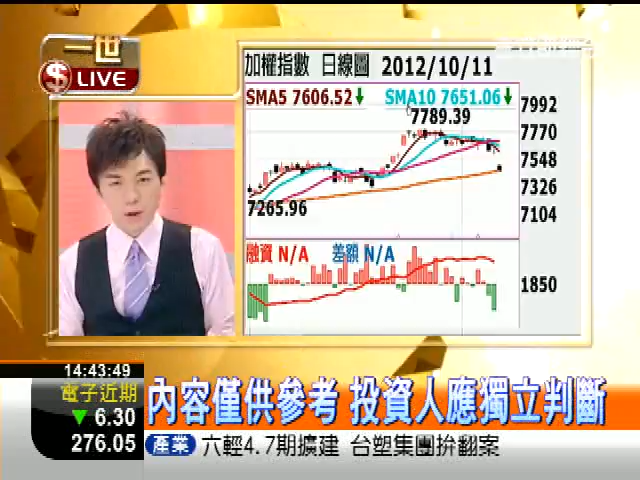 一世
$ LIVE
加權指數 日線圖 2012/10/11
SMA5 7606.52↓ SMA10 7651.06↓
7789.39
7265.96
7992
7770
7548
7326
7104
融資 N/A 差額 N/A
1850
14:43:49
電子近期
▼ 6.30
276.05
內容僅供參考 投資人應獨立判斷
產業 六輕4.7期擴建 台塑集團拚翻案